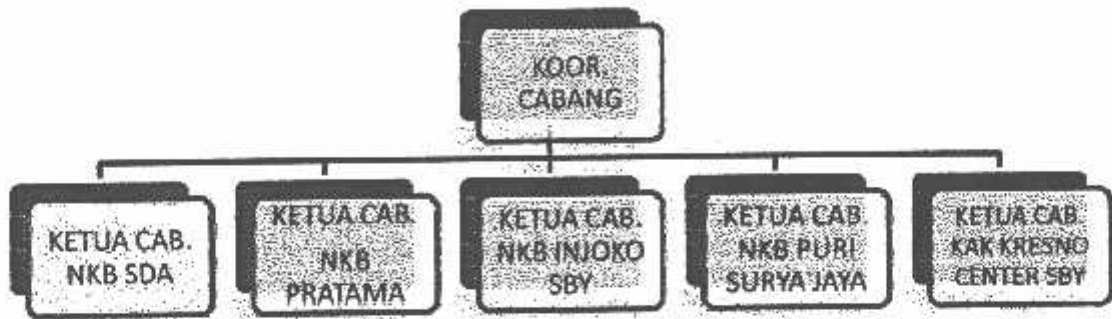 KOOR.
CABANG
KETUA CAB.
NKB SDA
KETUA CAB.
NKB
PRATAMA
KETUA CAB.
NKB INJOKO
SBY
KETUA CAB.
NKB PURI
SURYA JAYA
KETUA CAB.
KAK KRESNO
CENTER SBY